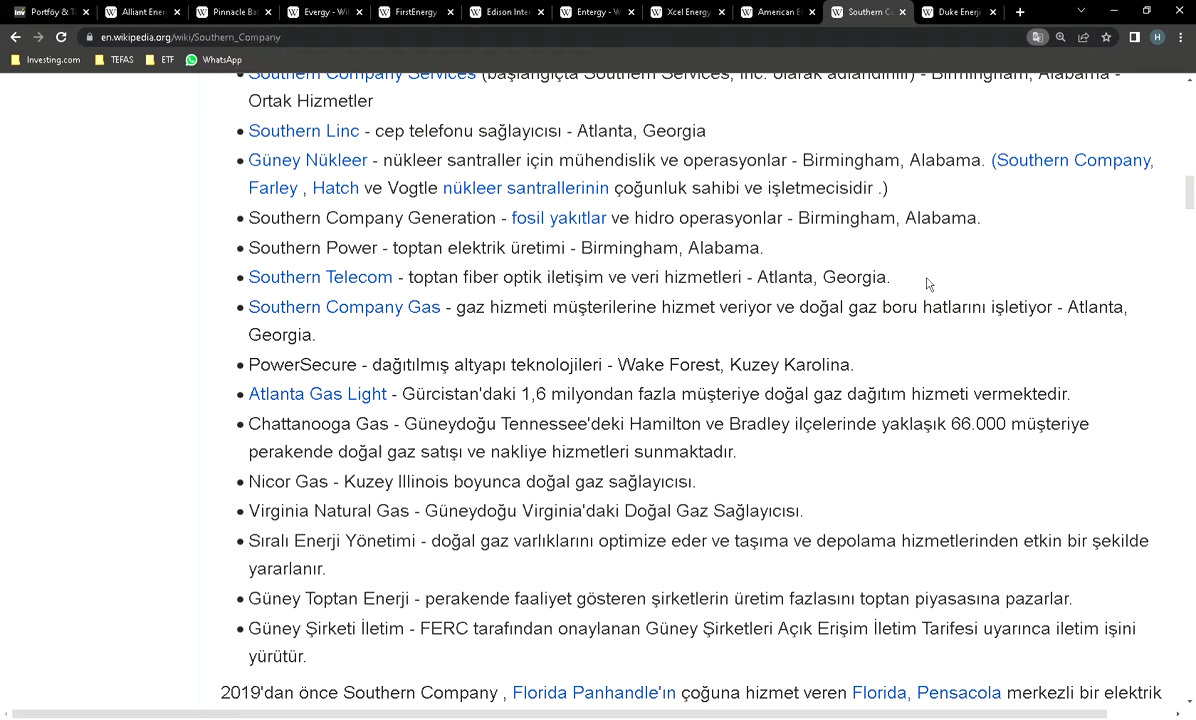 Portföy & Tü
Alliant Ener
Pinnacle Ba
Evergy - Wi
FirstEnergy
Edison Inte
Entergy - W
Xcel Energy
American E
Southern C
Duke Enerji
en.wikipedia.org/wiki/Southern_Company
H
Investing.com
TEFAS
ETF
WhatsApp
Southern Company Services (başlangıçta Southern Services, Inc. olarak adlandırılır) - Birmingham, Alabama -
Ortak Hizmetler
Southern Linc - cep telefonu sağlayıcısı - Atlanta, Georgia
Güney Nükleer - nükleer santraller için mühendislik ve operasyonlar - Birmingham, Alabama. (Southern Company,
Farley , Hatch ve Vogtle nükleer santrallerinin çoğunluk sahibi ve işletmecisidir .)
Southern Company Generation - fosil yakıtlar ve hidro operasyonlar - Birmingham, Alabama.
Southern Power - toptan elektrik üretimi - Birmingham, Alabama.
Southern Telecom - toptan fiber optik iletişim ve veri hizmetleri - Atlanta, Georgia.
Southern Company Gas - gaz hizmeti müşterilerine hizmet veriyor ve doğal gaz boru hatlarını işletiyor - Atlanta,
Georgia.
PowerSecure - dağıtılmış altyapı teknolojileri - Wake Forest, Kuzey Karolina.
Atlanta Gas Light - Gürcistan'daki 1,6 milyondan fazla müşteriye doğal gaz dağıtım hizmeti vermektedir.
Chattanooga Gas - Güneydoğu Tennessee'deki Hamilton ve Bradley ilçelerinde yaklaşık 66.000 müşteriye
perakende doğal gaz satışı ve nakliye hizmetleri sunmaktadır.
Nicor Gas - Kuzey Illinois boyunca doğal gaz sağlayıcısı.
Virginia Natural Gas - Güneydoğu Virginia'daki Doğal Gaz Sağlayıcısı.
Sıralı Enerji Yönetimi - doğal gaz varlıklarını optimize eder ve taşıma ve depolama hizmetlerinden etkin bir şekilde
yararlanır.
Güney Toptan Enerji - perakende faaliyet gösteren şirketlerin üretim fazlasını toptan piyasasına pazarlar.
Güney Şirketi İletim - FERC tarafından onaylanan Güney Şirketleri Açık Erişim İletim Tarifesi uyarınca iletim işini
yürütür.
2019'dan önce Southern Company , Florida Panhandle'ın çoğuna hizmet veren Florida, Pensacola merkezli bir elektrik